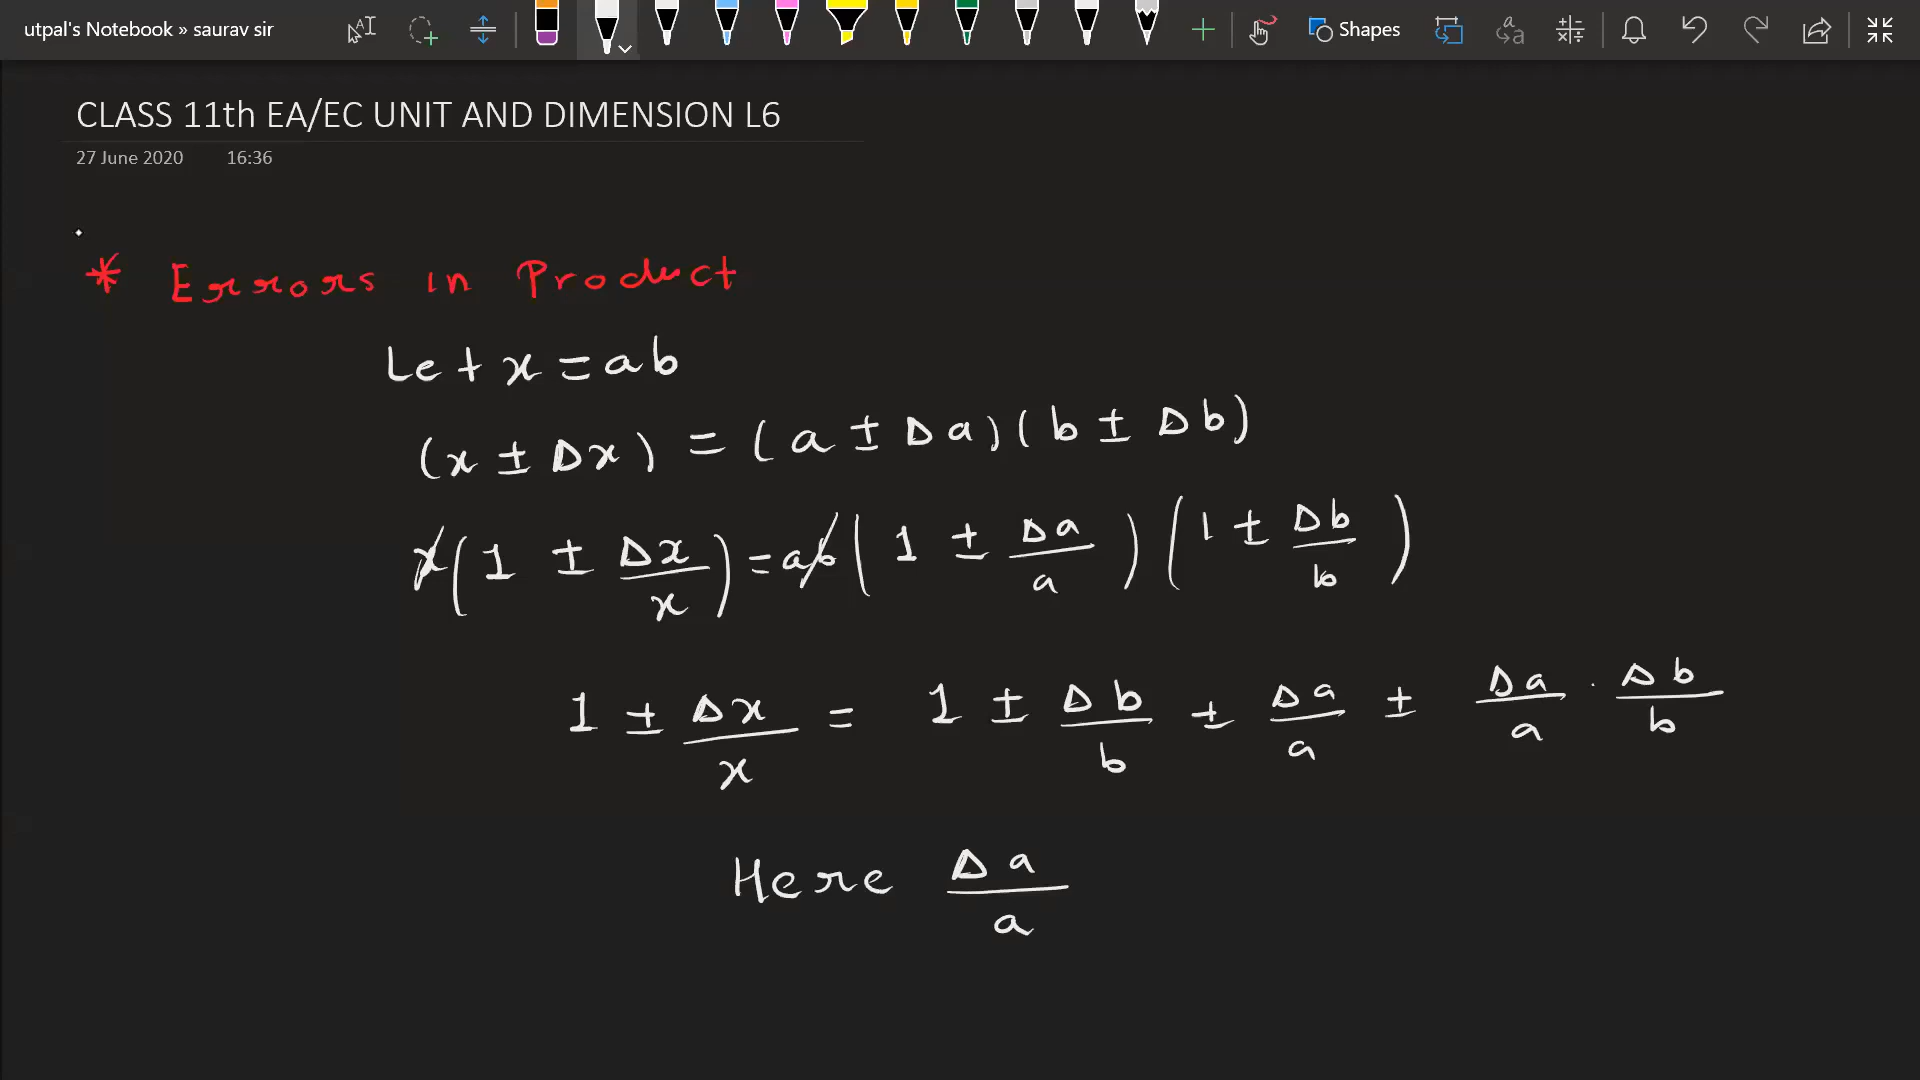 utpal's Notebook » saurav sir
Shapes
CLASS 11th EA/EC UNIT AND DIMENSION L6
27 June 2020 16:36
* Errors in Product
Let x = ab
(x ± Δx) = (a ± Δa)(b ± Δb)
x(1 ± Δx/x) = ab(1 ± Δa/a)(1 ± Δb/b)
1 ± Δx/x = 1 ± Δb/b ± Δa/a ± Δa/a · Δb/b
Here Δa/a